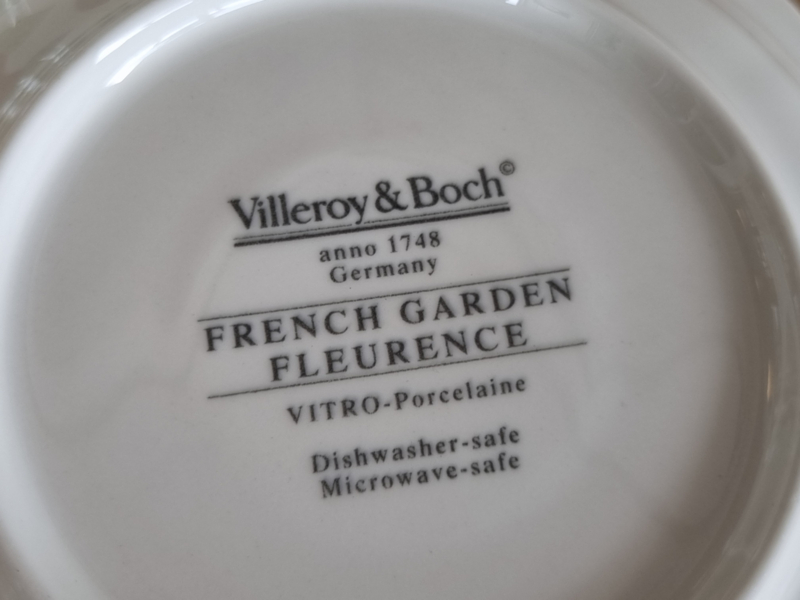 Villeroy & Boch©
anno 1748
Germany
FRENCH GARDEN
FLEURENCE
VITRO-Porcelaine
Dishwasher-safe
Microwave-safe